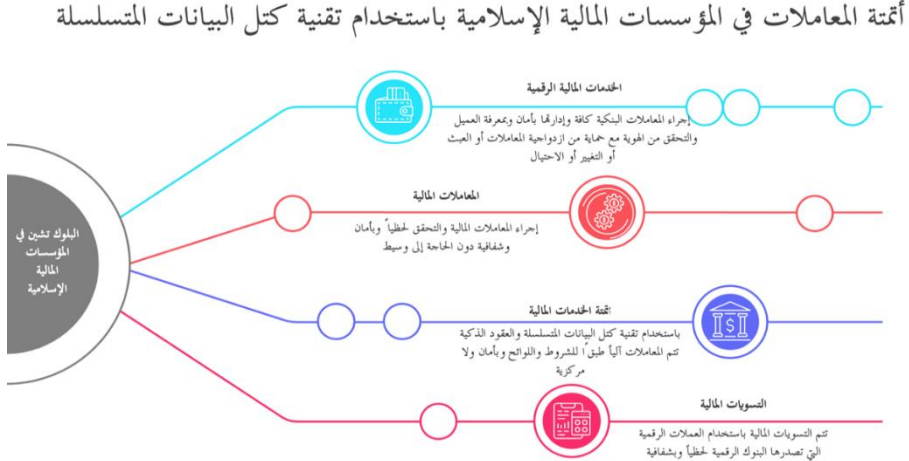 أتمتة المعاملات في المؤسسات المالية الإسلامية باستخدام تقنية كتل البيانات المتسلسلة
الخدمات المالية الرقمية
إجراء المعاملات البنكية كافة وإدارتها بأمان وبمعرفة العميل
والتحقق من الهوية مع حماية من ازدواجية المعاملات أو العبث
أو التغيير أو الاحتيال
المعاملات المالية
إجراء المعاملات المالية والتحقق لحظياً وبأمان
وشفافية دون الحاجة إلى وسيط
البلوك تشين في
المؤسسات
المالية
الإسلامية
تمتة الخدمات المالية
باستخدام تقنية كتل البيانات المتسلسلة والعقود الذكية
تتم المعاملات آلياً طبقاً للشروط واللوائح وبأمان ولا
مركزية
التسويات المالية
تتم التسويات المالية باستخدام العملات الرقمية
التي تصدرها البنوك الرقمية لحظياً وبشفافية